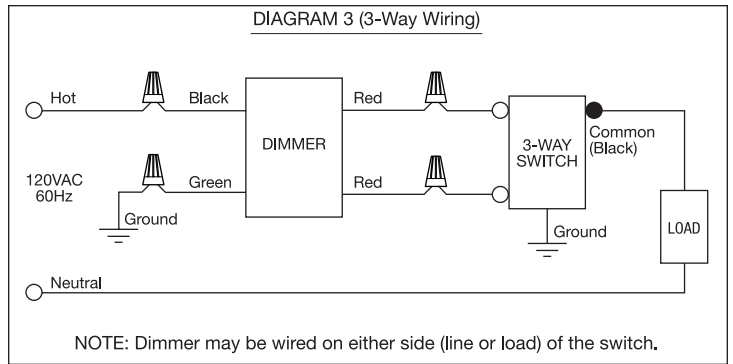 DIAGRAM 3 (3-Way Wiring)
Hot
Black
Red
DIMMER
3-WAY
SWITCH
Common
(Black)
120VAC
60Hz
Green
Red
Ground
Ground
LOAD
Neutral
NOTE: Dimmer may be wired on either side (line or load) of the switch.